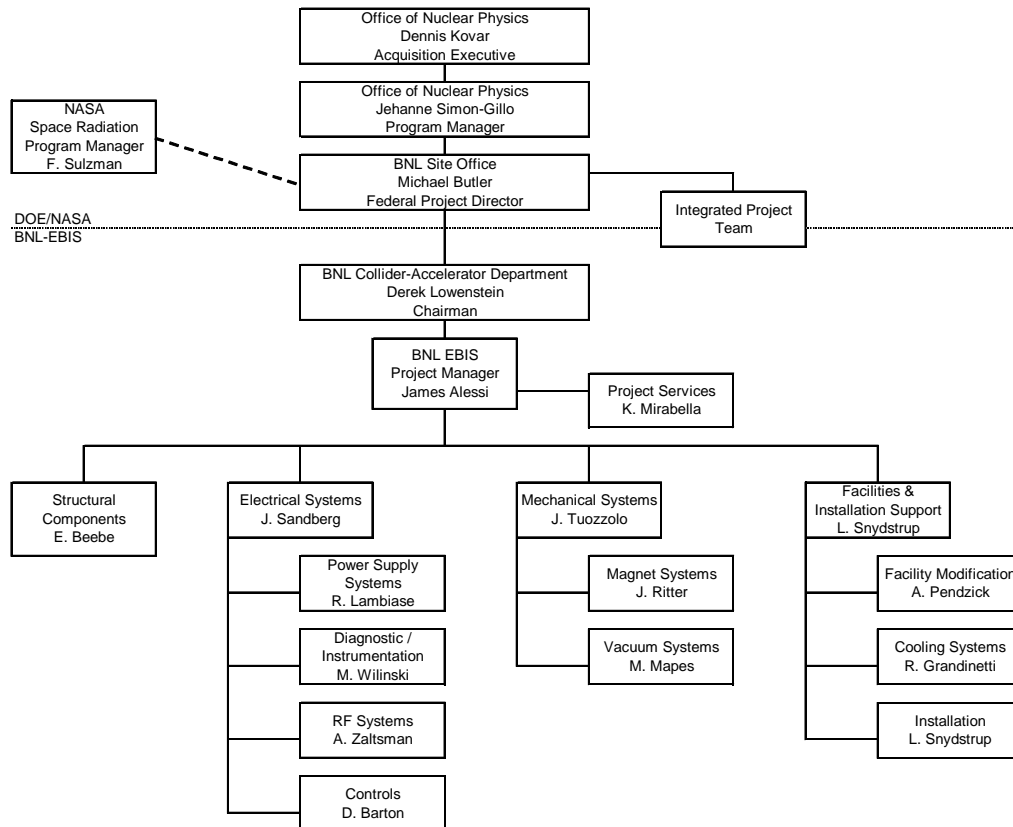 Office of Nuclear Physics
Dennis Kovar
Acquisition Executive
Office of Nuclear Physics
Jehanne Simon-Gillo
Program Manager
NASA
Space Radiation
Program Manager
F. Sulzman
BNL Site Office
Michael Butler
Federal Project Director
Integrated Project
Team
DOE/NASA
BNL-EBIS
BNL Collider-Accelerator Department
Derek Lowenstein
Chairman
BNL EBIS
Project Manager
James Alessi
Project Services
K. Mirabella
Structural
Components
E. Beebe
Electrical Systems
J. Sandberg
Mechanical Systems
J. Tuozzolo
Facilities &
Installation Support
L. Snydstrup
Power Supply
Systems
R. Lambiase
Diagnostic /
Instrumentation
M. Wilinski
RF Systems
A. Zaltsman
Controls
D. Barton
Magnet Systems
J. Ritter
Vacuum Systems
M. Mapes
Facility Modification
A. Pendzick
Cooling Systems
R. Grandinetti
Installation
L. Snydstrup